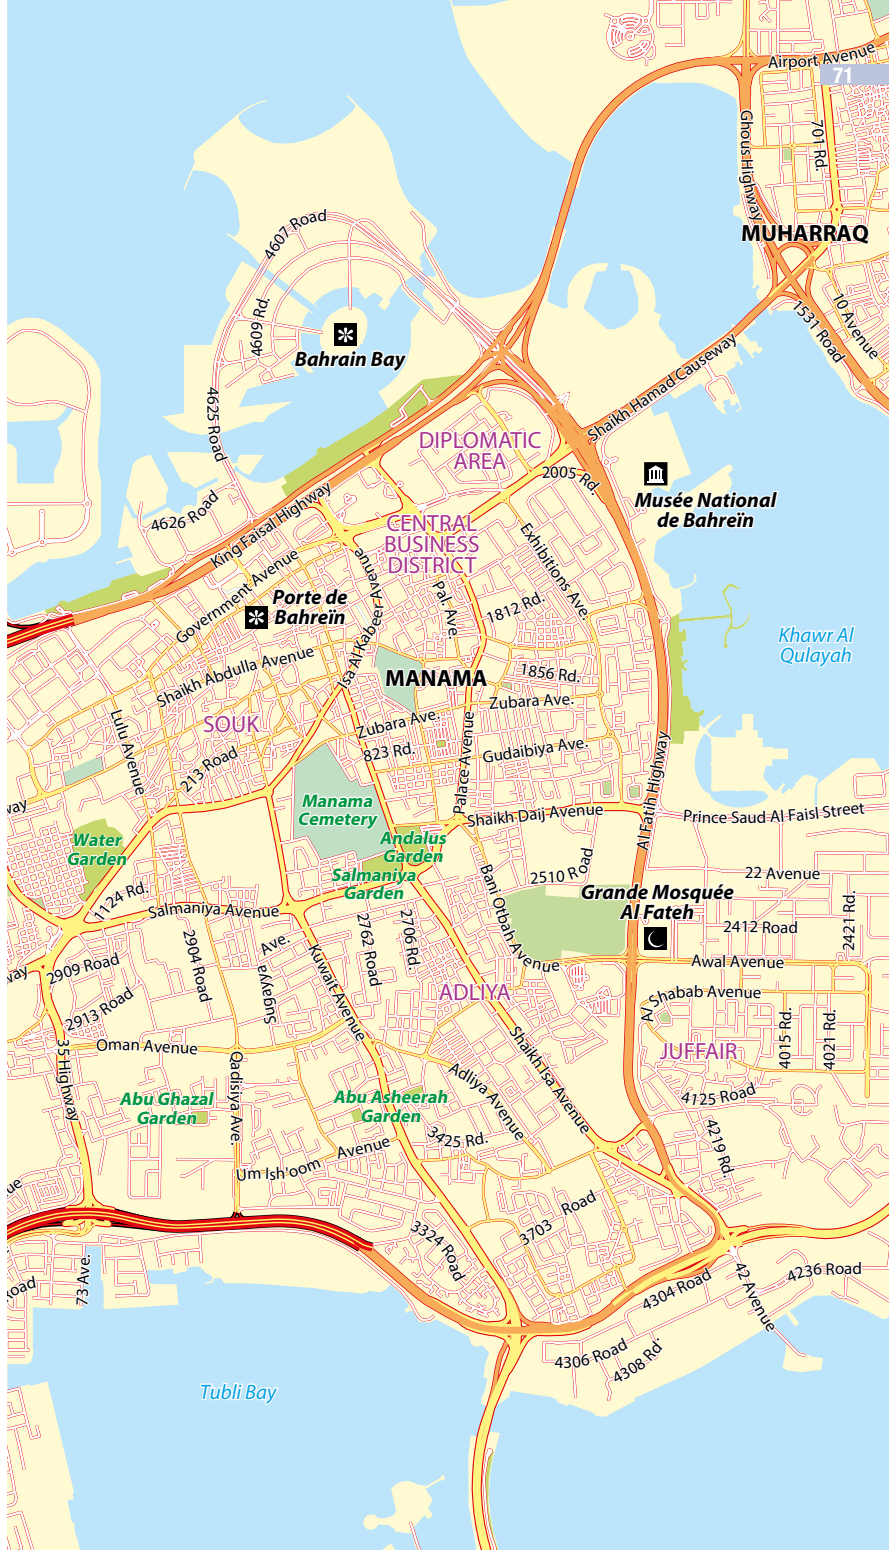 Airport Avenue
71
Ghous Highway
701 Rd.
MUHARRAQ
4607 Road
4609 Rd.
10 Avenue
1531 Road
Bahrain Bay
Shaikh Hamad Causeway
4625 Road
DIPLOMATIC
AREA
2005 Rd.
Musée National
de Bahreïn
4626 Road
King Faisal Highway
CENTRAL
BUSINESS
DISTRICT
Exhibitions Ave.
Government Avenue
Isa Al Kabeer Avenue
Pal. Ave.
1812 Rd.
Porte de
Bahreïn
Khawr Al
Qulayah
Shaikh Abdulla Avenue
MANAMA
1856 Rd.
Zubara Ave.
Lulu Avenue
SOUK
Zubara Ave.
823 Rd.
Palace Avenue
Gudaibiya Ave.
Al Fatih Highway
213 Road
way
Manama
Cemetery
Shaikh Daij Avenue
Prince Saud Al Faisl Street
Water
Garden
Andalus
Garden
Salmaniya
Garden
Bani Otbah Avenue
2510 Road
22 Avenue
1124 Rd.
Salmaniya Avenue
Grande Mosquée
Al Fateh
2412 Road
2421 Rd.
2904 Road
Sugayya
Ave.
Kuwait Avenue
2762 Road
2706 Rd.
way
2909 Road
Awal Avenue
ADLIYA
2913 Road
Al Shabab Avenue
4015 Rd.
4021 Rd.
35 Highway
Oman Avenue
Qadisiya Ave.
Shaikh Isa Avenue
JUFFAIR
Adliya Avenue
Abu Ghazal
Garden
Abu Asheerah
Garden
4125 Road
3425 Rd.
4219 Rd.
Um Ish'oom Avenue
ue
3703 Road
3324 Road
73 Ave.
Road
4304 Road
42 Avenue
4236 Road
4306 Road
4308 Rd.
Tubli Bay